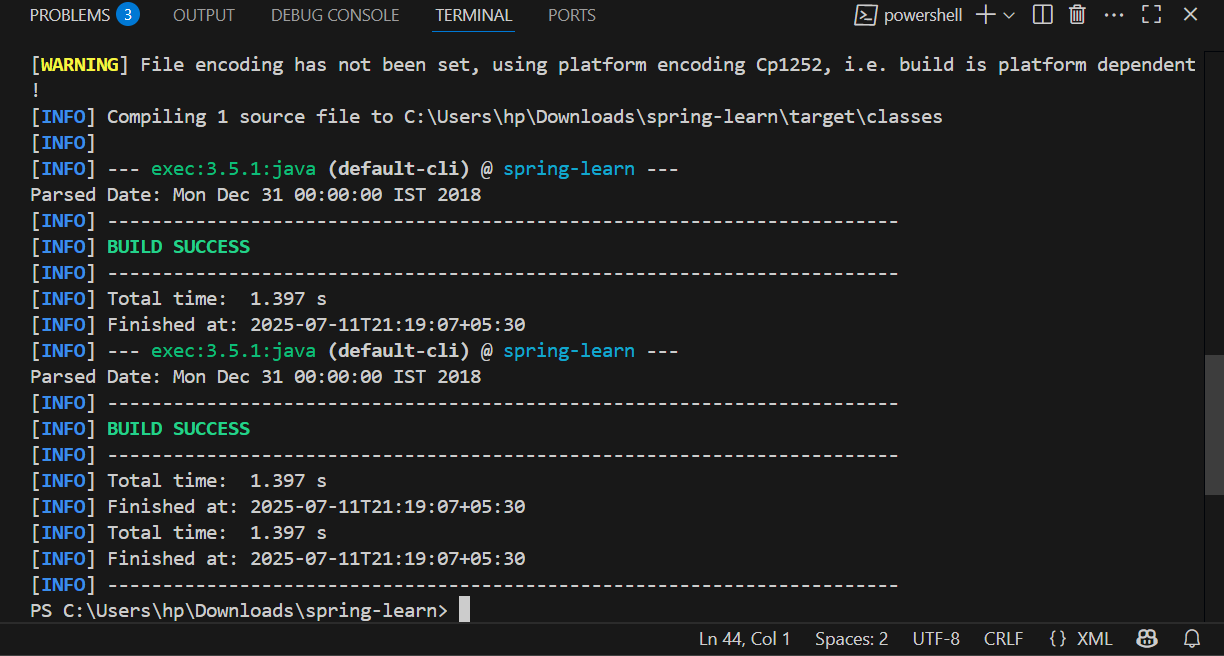 PROBLEMS 3 OUTPUT DEBUG CONSOLE TERMINAL PORTS powershell
[WARNING] File encoding has not been set, using platform encoding Cp1252, i.e. build is platform dependent
!
[INFO] Compiling 1 source file to C:\Users\hp\Downloads\spring-learn\target\classes
[INFO]
[INFO] --- exec:3.5.1:java (default-cli) @ spring-learn ---
Parsed Date: Mon Dec 31 00:00:00 IST 2018
[INFO] ------------------------------------------------------------------------
[INFO] BUILD SUCCESS
[INFO] ------------------------------------------------------------------------
[INFO] Total time:  1.397 s
[INFO] Finished at: 2025-07-11T21:19:07+05:30
[INFO] --- exec:3.5.1:java (default-cli) @ spring-learn ---
Parsed Date: Mon Dec 31 00:00:00 IST 2018
[INFO] ------------------------------------------------------------------------
[INFO] BUILD SUCCESS
[INFO] ------------------------------------------------------------------------
[INFO] Total time:  1.397 s
[INFO] Finished at: 2025-07-11T21:19:07+05:30
[INFO] Total time:  1.397 s
[INFO] Finished at: 2025-07-11T21:19:07+05:30
[INFO] ------------------------------------------------------------------------
PS C:\Users\hp\Downloads\spring-learn>
Ln 44, Col 1 Spaces: 2 UTF-8 CRLF {} XML